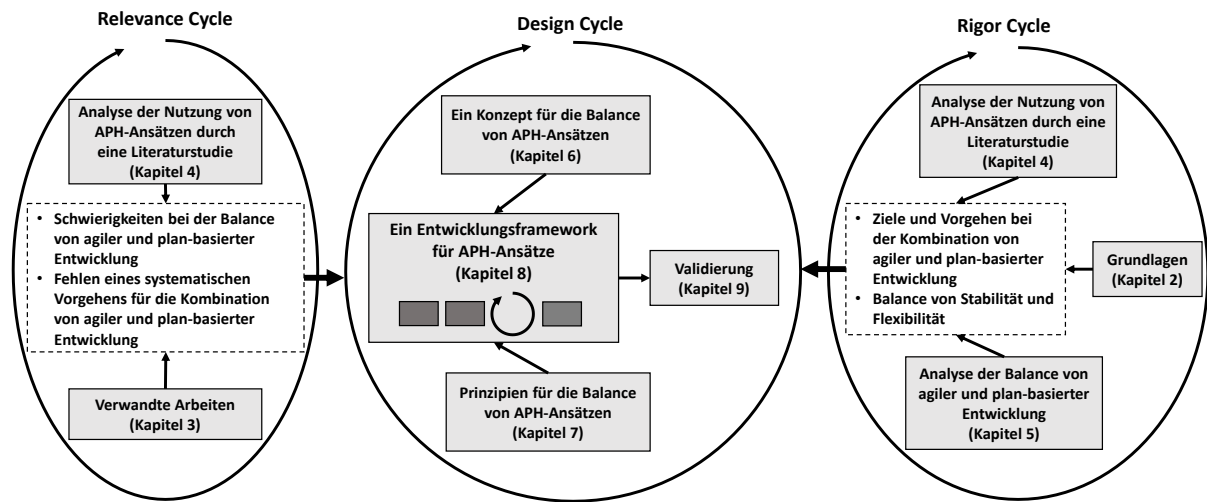 Relevance Cycle
Analyse der Nutzung von
APH-Ansätzen durch
eine Literaturstudie
(Kapitel 4)
• Schwierigkeiten bei der Balance
von agiler und plan-basierter
Entwicklung
• Fehlen eines systematischen
Vorgehens für die Kombination
von agiler und plan-basierter
Entwicklung
Verwandte Arbeiten
(Kapitel 3)
Design Cycle
Ein Konzept für die Balance
von APH-Ansätzen
(Kapitel 6)
Ein Entwicklungsframework
für APH-Ansätze
(Kapitel 8)
Validierung
(Kapitel 9)
Prinzipien für die Balance
von APH-Ansätzen
(Kapitel 7)
Rigor Cycle
Analyse der Nutzung von
APH-Ansätzen durch eine
Literaturstudie
(Kapitel 4)
• Ziele und Vorgehen bei
der Kombination von
agiler und plan-basierter
Entwicklung
• Balance von Stabilität und
Flexibilität
Grundlagen
(Kapitel 2)
Analyse der Balance von
agiler und plan-basierter
Entwicklung
(Kapitel 5)